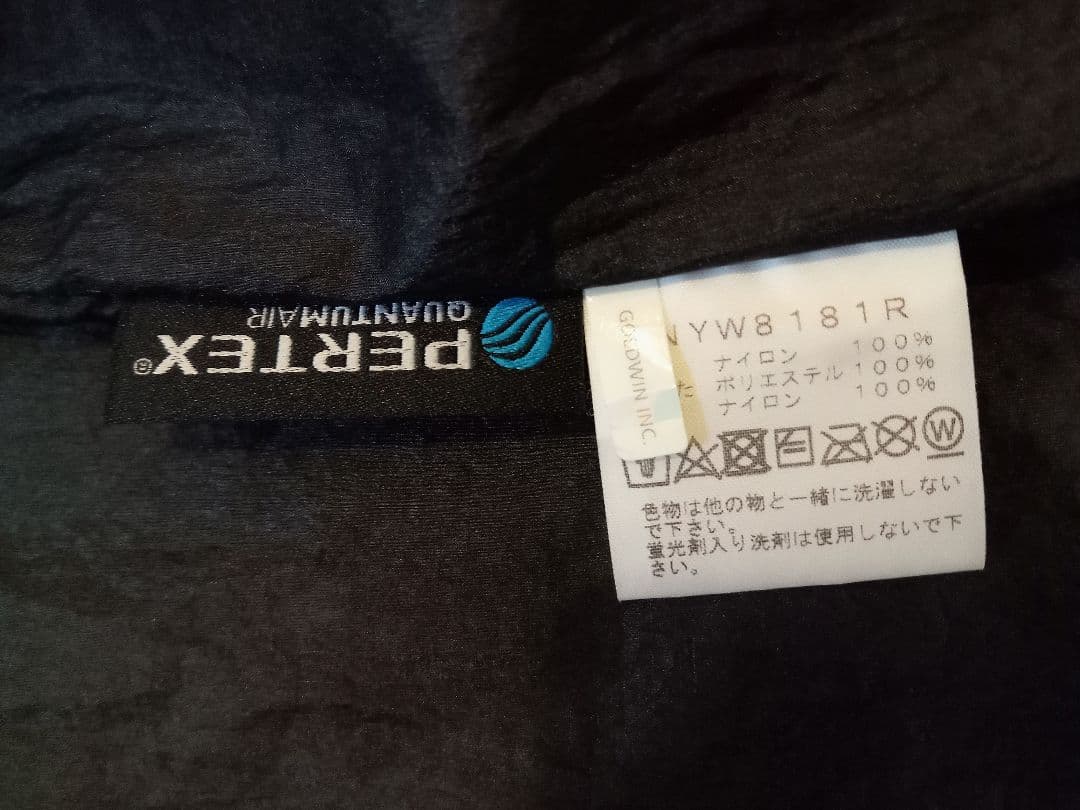 PERTEX®
QUANTUMAIR
GOLDWIN INC.
NYW8181R
ナイロン 100%
ポリエステル 100%
ナイロン 100%
W
色物は他の物と一緒に洗濯しない
で下さい。
蛍光剤入り洗剤は使用しないで下
さい。